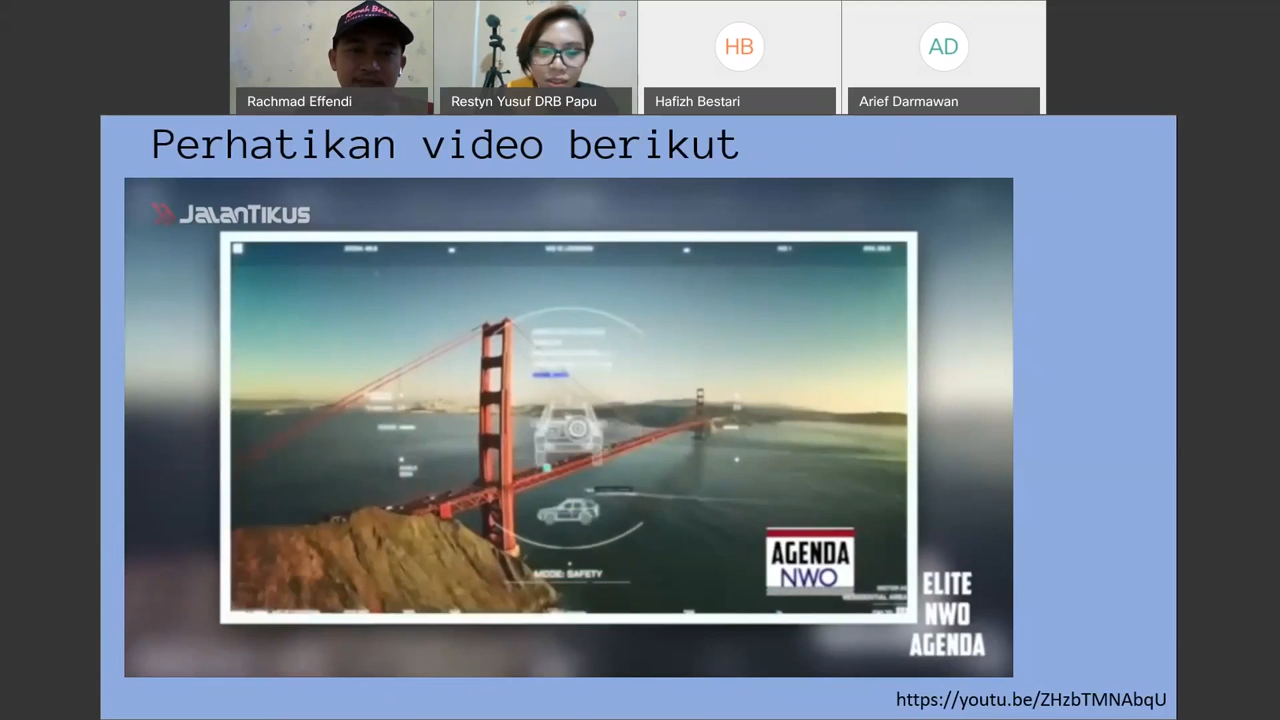 Rachmad Effendi
Restyn Yusuf DRB Papu
HB
Hafizh Bestari
AD
Arief Darmawan
Perhatikan video berikut
JALANTIKUS
MODE: SAFETY
AGENDA
NWO
ELITE
NWO
AGENDA
https://youtu.be/ZHzbTMNAbqU